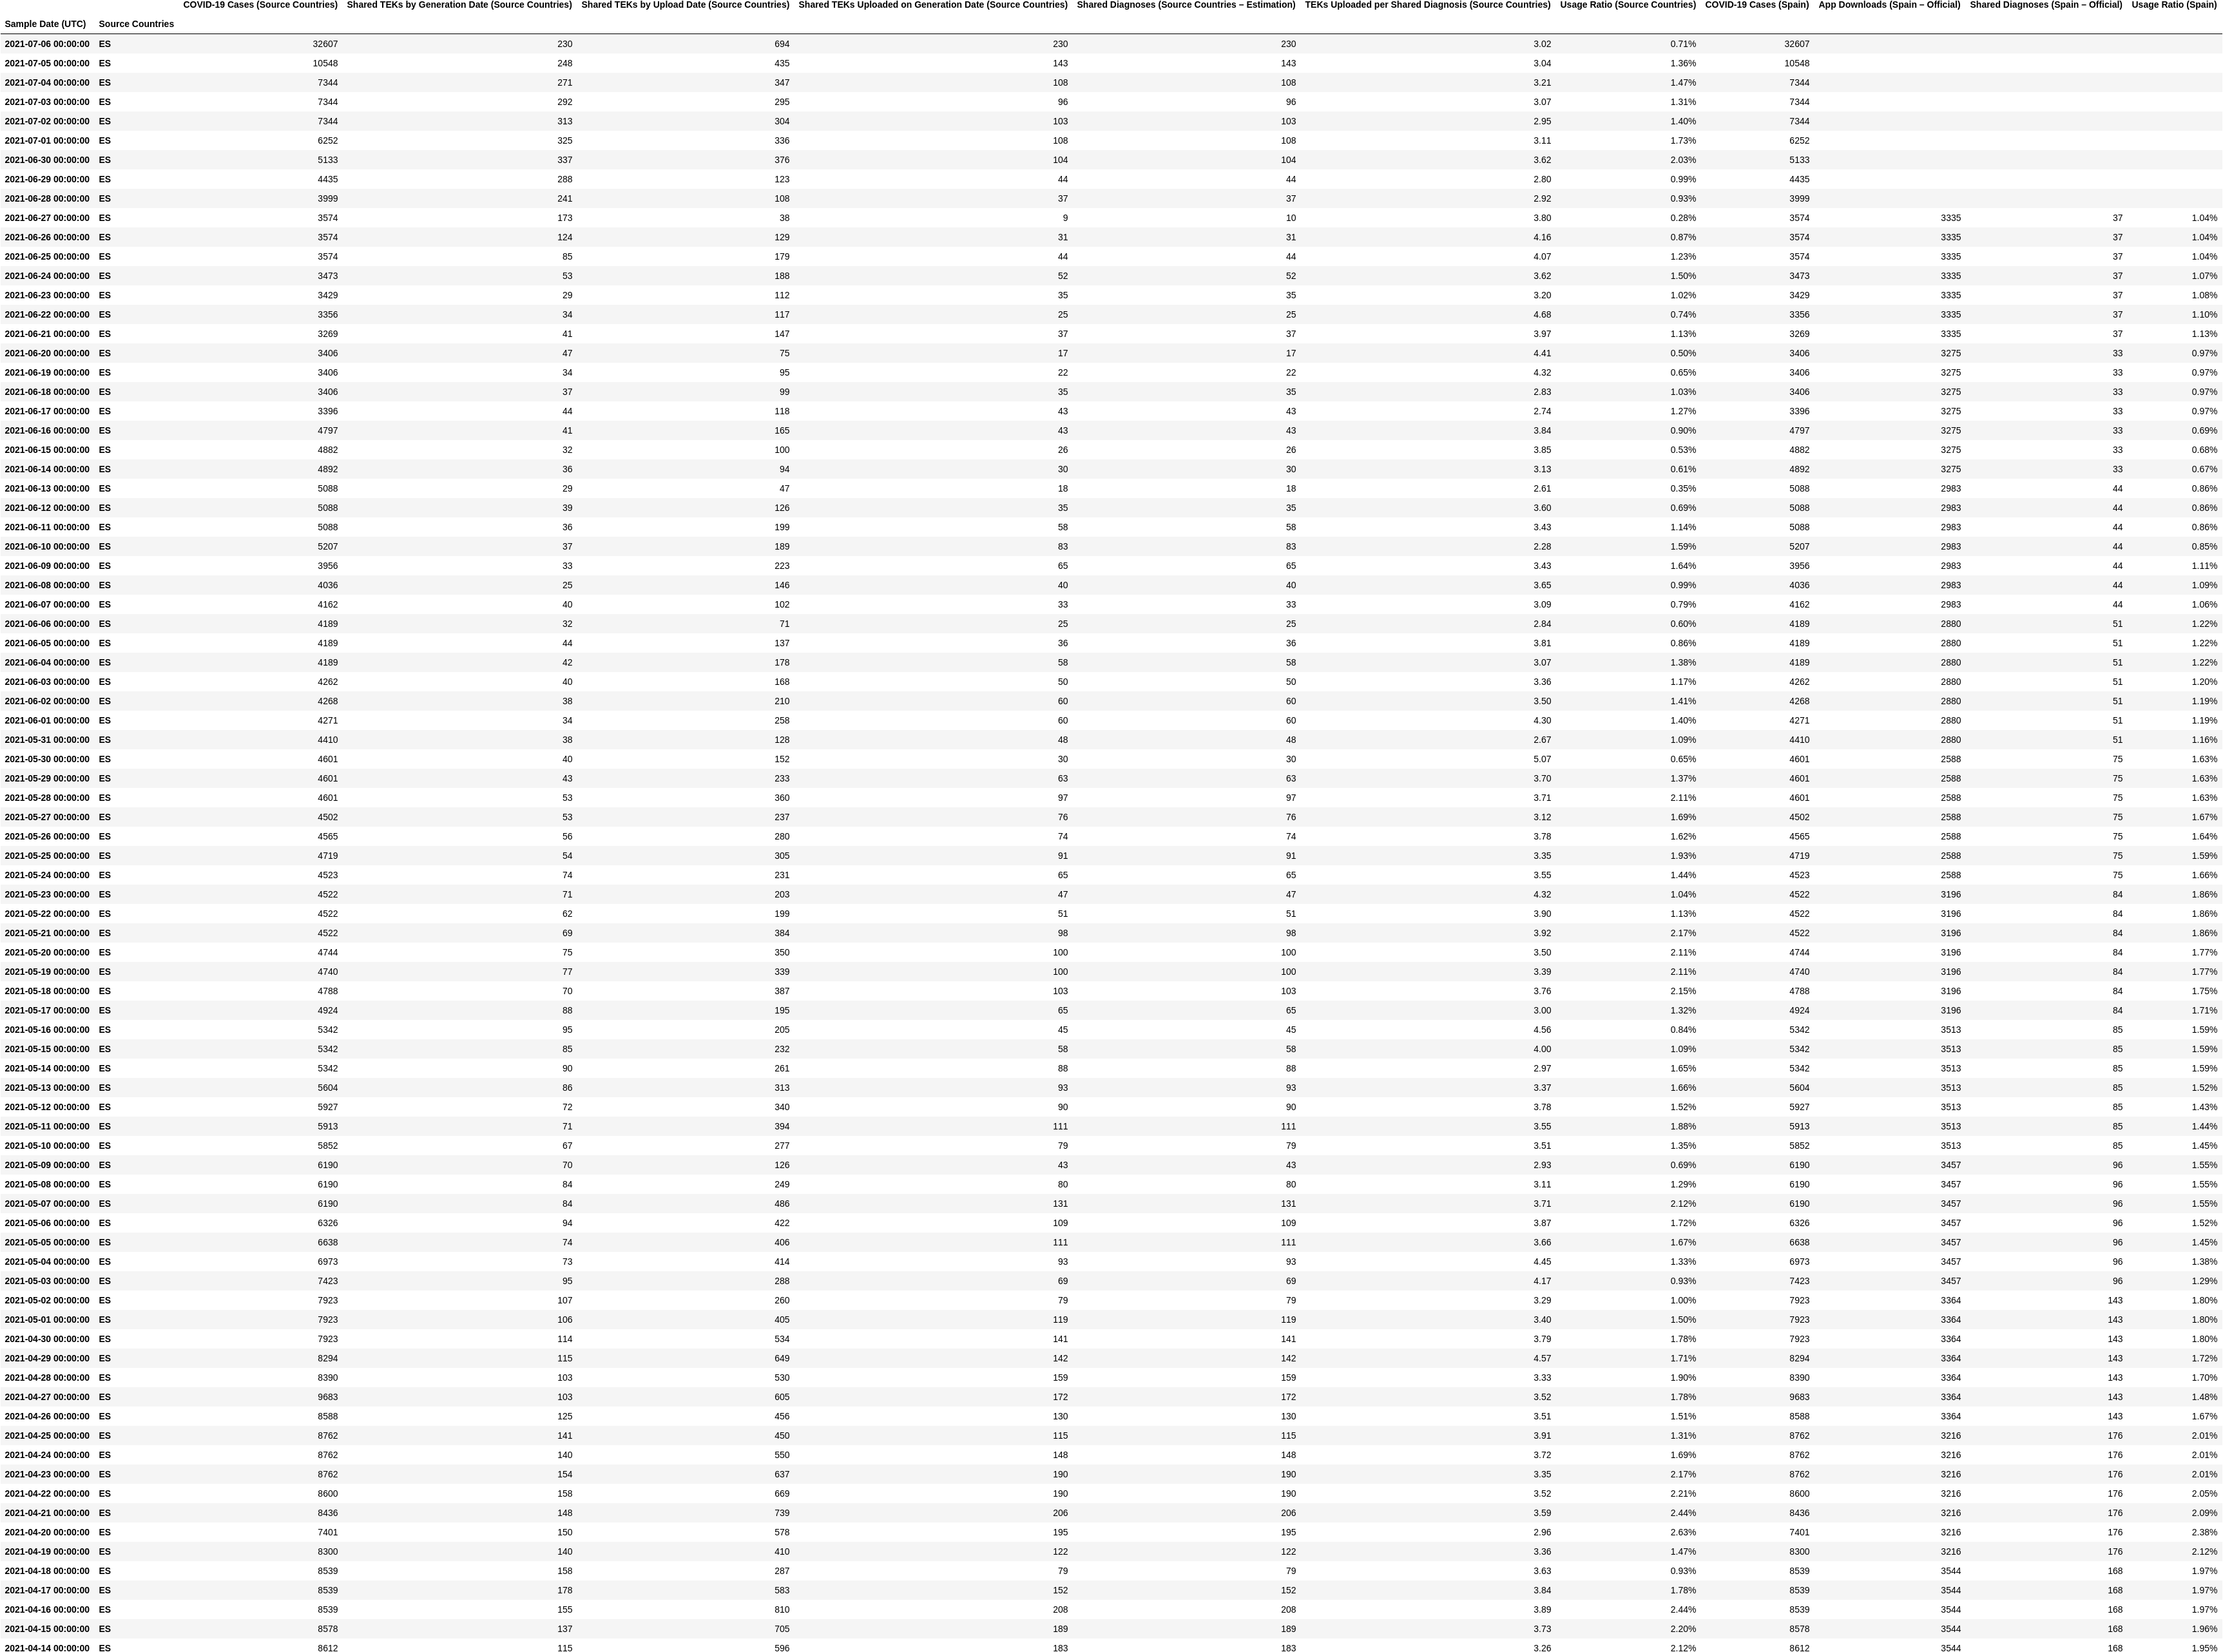 COVID-19 Cases (Source Countries) Shared TEKs by Generation Date (Source Countries) Shared TEKs by Upload Date (Source Countries) Shared TEKs Uploaded on Generation Date (Source Countries) Shared Diagnoses (Source Countries – Estimation) TEKs Uploaded per Shared Diagnosis (Source Countries) Usage Ratio (Source Countries) COVID-19 Cases (Spain) App Downloads (Spain – Official) Shared Diagnoses (Spain – Official) Usage Ratio (Spain)
Sample Date (UTC) Source Countries
2021-07-06 00:00:00 ES 32607 230 694 230 230 3.02 0.71% 32607
2021-07-05 00:00:00 ES 10548 248 435 143 143 3.04 1.36% 10548
2021-07-04 00:00:00 ES 7344 271 347 108 108 3.21 1.47% 7344
2021-07-03 00:00:00 ES 7344 292 295 96 96 3.07 1.31% 7344
2021-07-02 00:00:00 ES 7344 313 304 103 103 2.95 1.40% 7344
2021-07-01 00:00:00 ES 6252 325 336 108 108 3.11 1.73% 6252
2021-06-30 00:00:00 ES 5133 337 376 104 104 3.62 2.03% 5133
2021-06-29 00:00:00 ES 4435 288 123 44 44 2.80 0.99% 4435
2021-06-28 00:00:00 ES 3999 241 108 37 37 2.92 0.93% 3999
2021-06-27 00:00:00 ES 3574 173 38 9 10 3.80 0.28% 3574 3335 37 1.04%
2021-06-26 00:00:00 ES 3574 124 129 31 31 4.16 0.87% 3574 3335 37 1.04%
2021-06-25 00:00:00 ES 3574 85 179 44 44 4.07 1.23% 3574 3335 37 1.04%
2021-06-24 00:00:00 ES 3473 53 188 52 52 3.62 1.50% 3473 3335 37 1.07%
2021-06-23 00:00:00 ES 3429 29 112 35 35 3.20 1.02% 3429 3335 37 1.08%
2021-06-22 00:00:00 ES 3356 34 117 25 25 4.68 0.74% 3356 3335 37 1.10%
2021-06-21 00:00:00 ES 3269 41 147 37 37 3.97 1.13% 3269 3335 37 1.13%
2021-06-20 00:00:00 ES 3406 47 75 17 17 4.41 0.50% 3406 3275 33 0.97%
2021-06-19 00:00:00 ES 3406 34 95 22 22 4.32 0.65% 3406 3275 33 0.97%
2021-06-18 00:00:00 ES 3406 37 99 35 35 2.83 1.03% 3406 3275 33 0.97%
2021-06-17 00:00:00 ES 3396 44 118 43 43 2.74 1.27% 3396 3275 33 0.97%
2021-06-16 00:00:00 ES 4797 41 165 43 43 3.84 0.90% 4797 3275 33 0.69%
2021-06-15 00:00:00 ES 4882 32 100 26 26 3.85 0.53% 4882 3275 33 0.68%
2021-06-14 00:00:00 ES 4892 36 94 30 30 3.13 0.61% 4892 3275 33 0.67%
2021-06-13 00:00:00 ES 5088 29 47 18 18 2.61 0.35% 5088 2983 44 0.86%
2021-06-12 00:00:00 ES 5088 39 126 35 35 3.60 0.69% 5088 2983 44 0.86%
2021-06-11 00:00:00 ES 5088 36 199 58 58 3.43 1.14% 5088 2983 44 0.86%
2021-06-10 00:00:00 ES 5207 37 189 83 83 2.28 1.59% 5207 2983 44 0.85%
2021-06-09 00:00:00 ES 3956 33 223 65 65 3.43 1.64% 3956 2983 44 1.11%
2021-06-08 00:00:00 ES 4036 25 146 40 40 3.65 0.99% 4036 2983 44 1.09%
2021-06-07 00:00:00 ES 4162 40 102 33 33 3.09 0.79% 4162 2983 44 1.06%
2021-06-06 00:00:00 ES 4189 32 71 25 25 2.84 0.60% 4189 2880 51 1.22%
2021-06-05 00:00:00 ES 4189 44 137 36 36 3.81 0.86% 4189 2880 51 1.22%
2021-06-04 00:00:00 ES 4189 42 178 58 58 3.07 1.38% 4189 2880 51 1.22%
2021-06-03 00:00:00 ES 4262 40 168 50 50 3.36 1.17% 4262 2880 51 1.20%
2021-06-02 00:00:00 ES 4268 38 210 60 60 3.50 1.41% 4268 2880 51 1.19%
2021-06-01 00:00:00 ES 4271 34 258 60 60 4.30 1.40% 4271 2880 51 1.19%
2021-05-31 00:00:00 ES 4410 38 128 48 48 2.67 1.09% 4410 2880 51 1.16%
2021-05-30 00:00:00 ES 4601 40 152 30 30 5.07 0.65% 4601 2588 75 1.63%
2021-05-29 00:00:00 ES 4601 43 233 63 63 3.70 1.37% 4601 2588 75 1.63%
2021-05-28 00:00:00 ES 4601 53 360 97 97 3.71 2.11% 4601 2588 75 1.63%
2021-05-27 00:00:00 ES 4502 53 237 76 76 3.12 1.69% 4502 2588 75 1.67%
2021-05-26 00:00:00 ES 4565 56 280 74 74 3.78 1.62% 4565 2588 75 1.64%
2021-05-25 00:00:00 ES 4719 54 305 91 91 3.35 1.93% 4719 2588 75 1.59%
2021-05-24 00:00:00 ES 4523 74 231 65 65 3.55 1.44% 4523 2588 75 1.66%
2021-05-23 00:00:00 ES 4522 71 203 47 47 4.32 1.04% 4522 3196 84 1.86%
2021-05-22 00:00:00 ES 4522 62 199 51 51 3.90 1.13% 4522 3196 84 1.86%
2021-05-21 00:00:00 ES 4522 69 384 98 98 3.92 2.17% 4522 3196 84 1.86%
2021-05-20 00:00:00 ES 4744 75 350 100 100 3.50 2.11% 4744 3196 84 1.77%
2021-05-19 00:00:00 ES 4740 77 339 100 100 3.39 2.11% 4740 3196 84 1.77%
2021-05-18 00:00:00 ES 4788 70 387 103 103 3.76 2.15% 4788 3196 84 1.75%
2021-05-17 00:00:00 ES 4924 88 195 65 65 3.00 1.32% 4924 3196 84 1.71%
2021-05-16 00:00:00 ES 5342 95 205 45 45 4.56 0.84% 5342 3513 85 1.59%
2021-05-15 00:00:00 ES 5342 85 232 58 58 4.00 1.09% 5342 3513 85 1.59%
2021-05-14 00:00:00 ES 5342 90 261 88 88 2.97 1.65% 5342 3513 85 1.59%
2021-05-13 00:00:00 ES 5604 86 313 93 93 3.37 1.66% 5604 3513 85 1.52%
2021-05-12 00:00:00 ES 5927 72 340 90 90 3.78 1.52% 5927 3513 85 1.43%
2021-05-11 00:00:00 ES 5913 71 394 111 111 3.55 1.88% 5913 3513 85 1.44%
2021-05-10 00:00:00 ES 5852 67 277 79 79 3.51 1.35% 5852 3513 85 1.45%
2021-05-09 00:00:00 ES 6190 70 126 43 43 2.93 0.69% 6190 3457 96 1.55%
2021-05-08 00:00:00 ES 6190 84 249 80 80 3.11 1.29% 6190 3457 96 1.55%
2021-05-07 00:00:00 ES 6190 84 486 131 131 3.71 2.12% 6190 3457 96 1.55%
2021-05-06 00:00:00 ES 6326 94 422 109 109 3.87 1.72% 6326 3457 96 1.52%
2021-05-05 00:00:00 ES 6638 74 406 111 111 3.66 1.67% 6638 3457 96 1.45%
2021-05-04 00:00:00 ES 6973 73 414 93 93 4.45 1.33% 6973 3457 96 1.38%
2021-05-03 00:00:00 ES 7423 95 288 69 69 4.17 0.93% 7423 3457 96 1.29%
2021-05-02 00:00:00 ES 7923 107 260 79 79 3.29 1.00% 7923 3364 143 1.80%
2021-05-01 00:00:00 ES 7923 106 405 119 119 3.40 1.50% 7923 3364 143 1.80%
2021-04-30 00:00:00 ES 7923 114 534 141 141 3.79 1.78% 7923 3364 143 1.80%
2021-04-29 00:00:00 ES 8294 115 649 142 142 4.57 1.71% 8294 3364 143 1.72%
2021-04-28 00:00:00 ES 8390 103 530 159 159 3.33 1.90% 8390 3364 143 1.70%
2021-04-27 00:00:00 ES 9683 103 605 172 172 3.52 1.78% 9683 3364 143 1.48%
2021-04-26 00:00:00 ES 8588 125 456 130 130 3.51 1.51% 8588 3364 143 1.67%
2021-04-25 00:00:00 ES 8762 141 450 115 115 3.91 1.31% 8762 3216 176 2.01%
2021-04-24 00:00:00 ES 8762 140 550 148 148 3.72 1.69% 8762 3216 176 2.01%
2021-04-23 00:00:00 ES 8762 154 637 190 190 3.35 2.17% 8762 3216 176 2.01%
2021-04-22 00:00:00 ES 8600 158 669 190 190 3.52 2.21% 8600 3216 176 2.05%
2021-04-21 00:00:00 ES 8436 148 739 206 206 3.59 2.44% 8436 3216 176 2.09%
2021-04-20 00:00:00 ES 7401 150 578 195 195 2.96 2.63% 7401 3216 176 2.38%
2021-04-19 00:00:00 ES 8300 140 410 122 122 3.36 1.47% 8300 3216 176 2.12%
2021-04-18 00:00:00 ES 8539 158 287 79 79 3.63 0.93% 8539 3544 168 1.97%
2021-04-17 00:00:00 ES 8539 178 583 152 152 3.84 1.78% 8539 3544 168 1.97%
2021-04-16 00:00:00 ES 8539 155 810 208 208 3.89 2.44% 8539 3544 168 1.97%
2021-04-15 00:00:00 ES 8578 137 705 189 189 3.73 2.20% 8578 3544 168 1.96%
2021-04-14 00:00:00 ES 8612 115 596 183 183 3.26 2.12% 8612 3544 168 1.95%